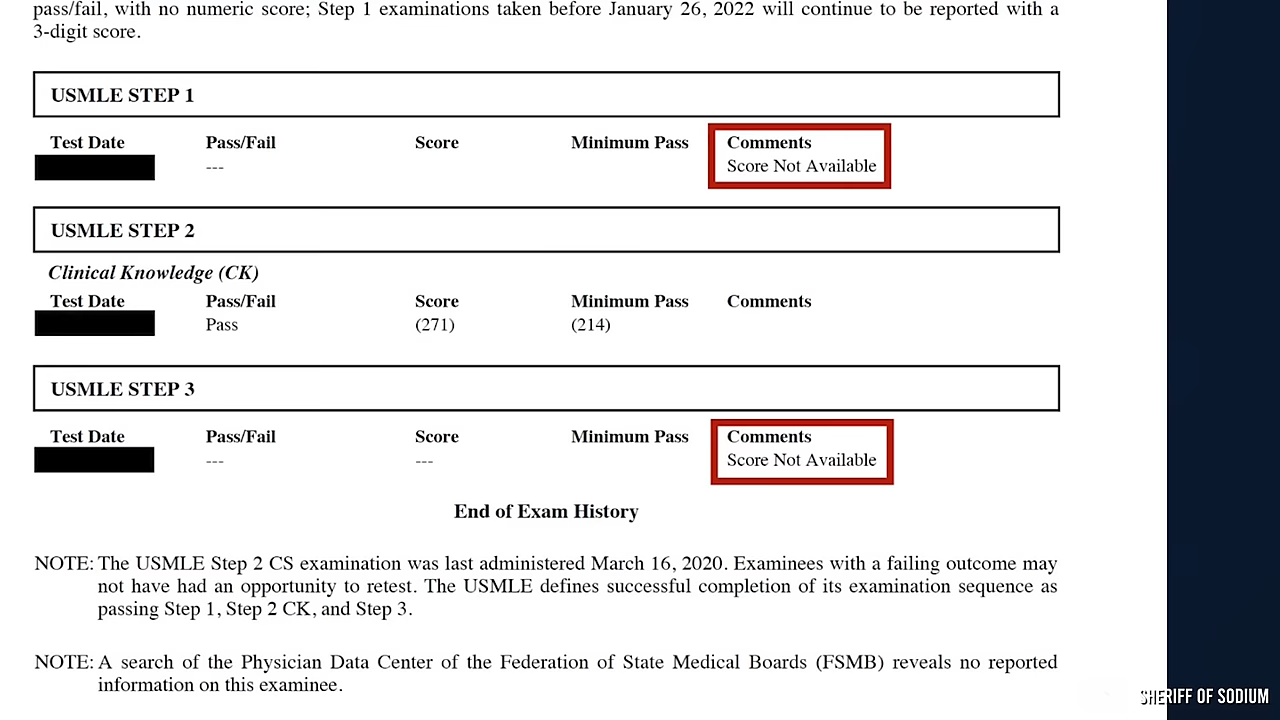 pass/fail, with no numeric score; Step 1 examinations taken before January 26, 2022 will continue to be reported with a
3-digit score.
USMLE STEP 1
Test Date Pass/Fail Score Minimum Pass Comments
--- Score Not Available
USMLE STEP 2
Clinical Knowledge (CK)
Test Date Pass/Fail Score Minimum Pass Comments
Pass (271) (214)
USMLE STEP 3
Test Date Pass/Fail Score Minimum Pass Comments
--- --- Score Not Available
End of Exam History
NOTE: The USMLE Step 2 CS examination was last administered March 16, 2020. Examinees with a failing outcome may
not have had an opportunity to retest. The USMLE defines successful completion of its examination sequence as
passing Step 1, Step 2 CK, and Step 3.
NOTE: A search of the Physician Data Center of the Federation of State Medical Boards (FSMB) reveals no reported
information on this examinee.
SHERIFF OF SODIUM